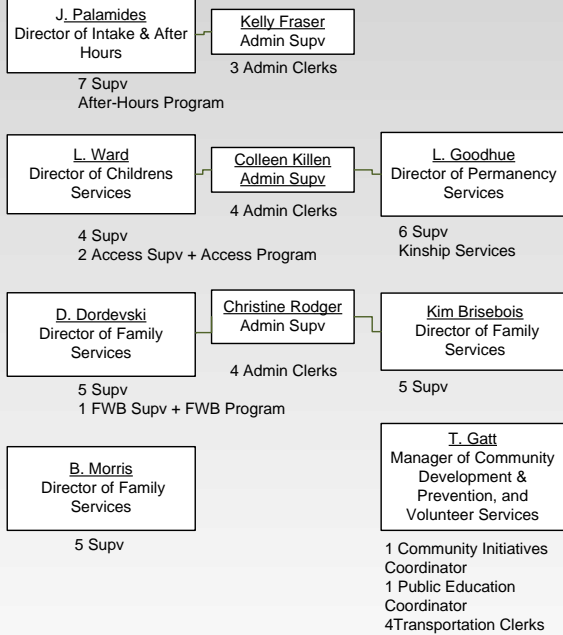 J. Palamides
Director of Intake & After
Hours
Kelly Fraser
Admin Supv
3 Admin Clerks
7 Supv
After-Hours Program
L. Ward
Director of Childrens
Services
Colleen Killen
Admin Supv
L. Goodhue
Director of Permanency
Services
4 Admin Clerks
4 Supv
2 Access Supv + Access Program
6 Supv
Kinship Services
D. Dordevski
Director of Family
Services
Christine Rodger
Admin Supv
Kim Brisebois
Director of Family
Services
4 Admin Clerks
5 Supv
1 FWB Supv + FWB Program
5 Supv
B. Morris
Director of Family
Services
5 Supv
T. Gatt
Manager of Community
Development &
Prevention, and
Volunteer Services
1 Community Initiatives
Coordinator
1 Public Education
Coordinator
4Transportation Clerks